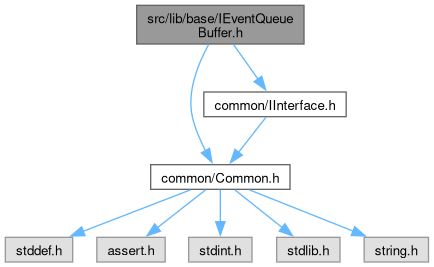 src/lib/base/IEventQueue
Buffer.h
common/IInterface.h
common/Common.h
stddef.h
assert.h
stdint.h
stdlib.h
string.h